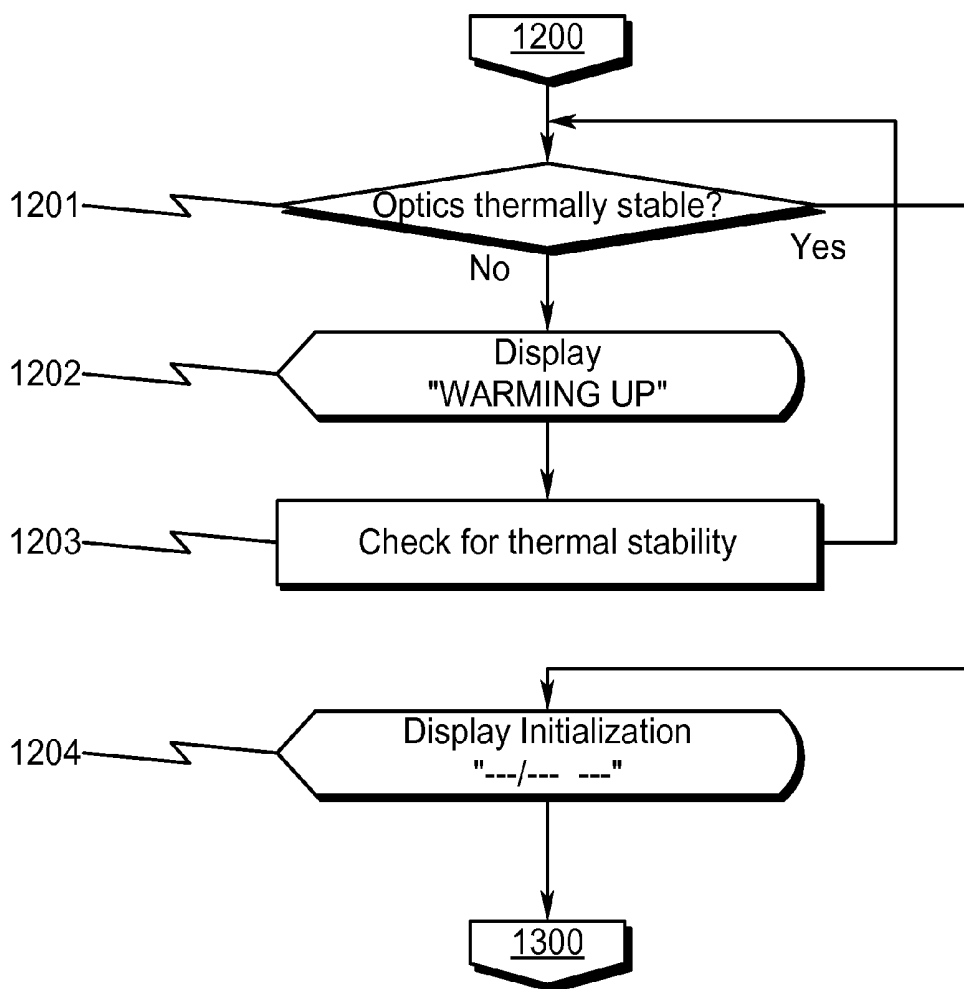 1200
1201
Optics thermally stable?
Yes
No
1202
Display
"WARMING UP"
1203
Check for thermal stability
1204
Display Initialization
"---/--- ---"
1300